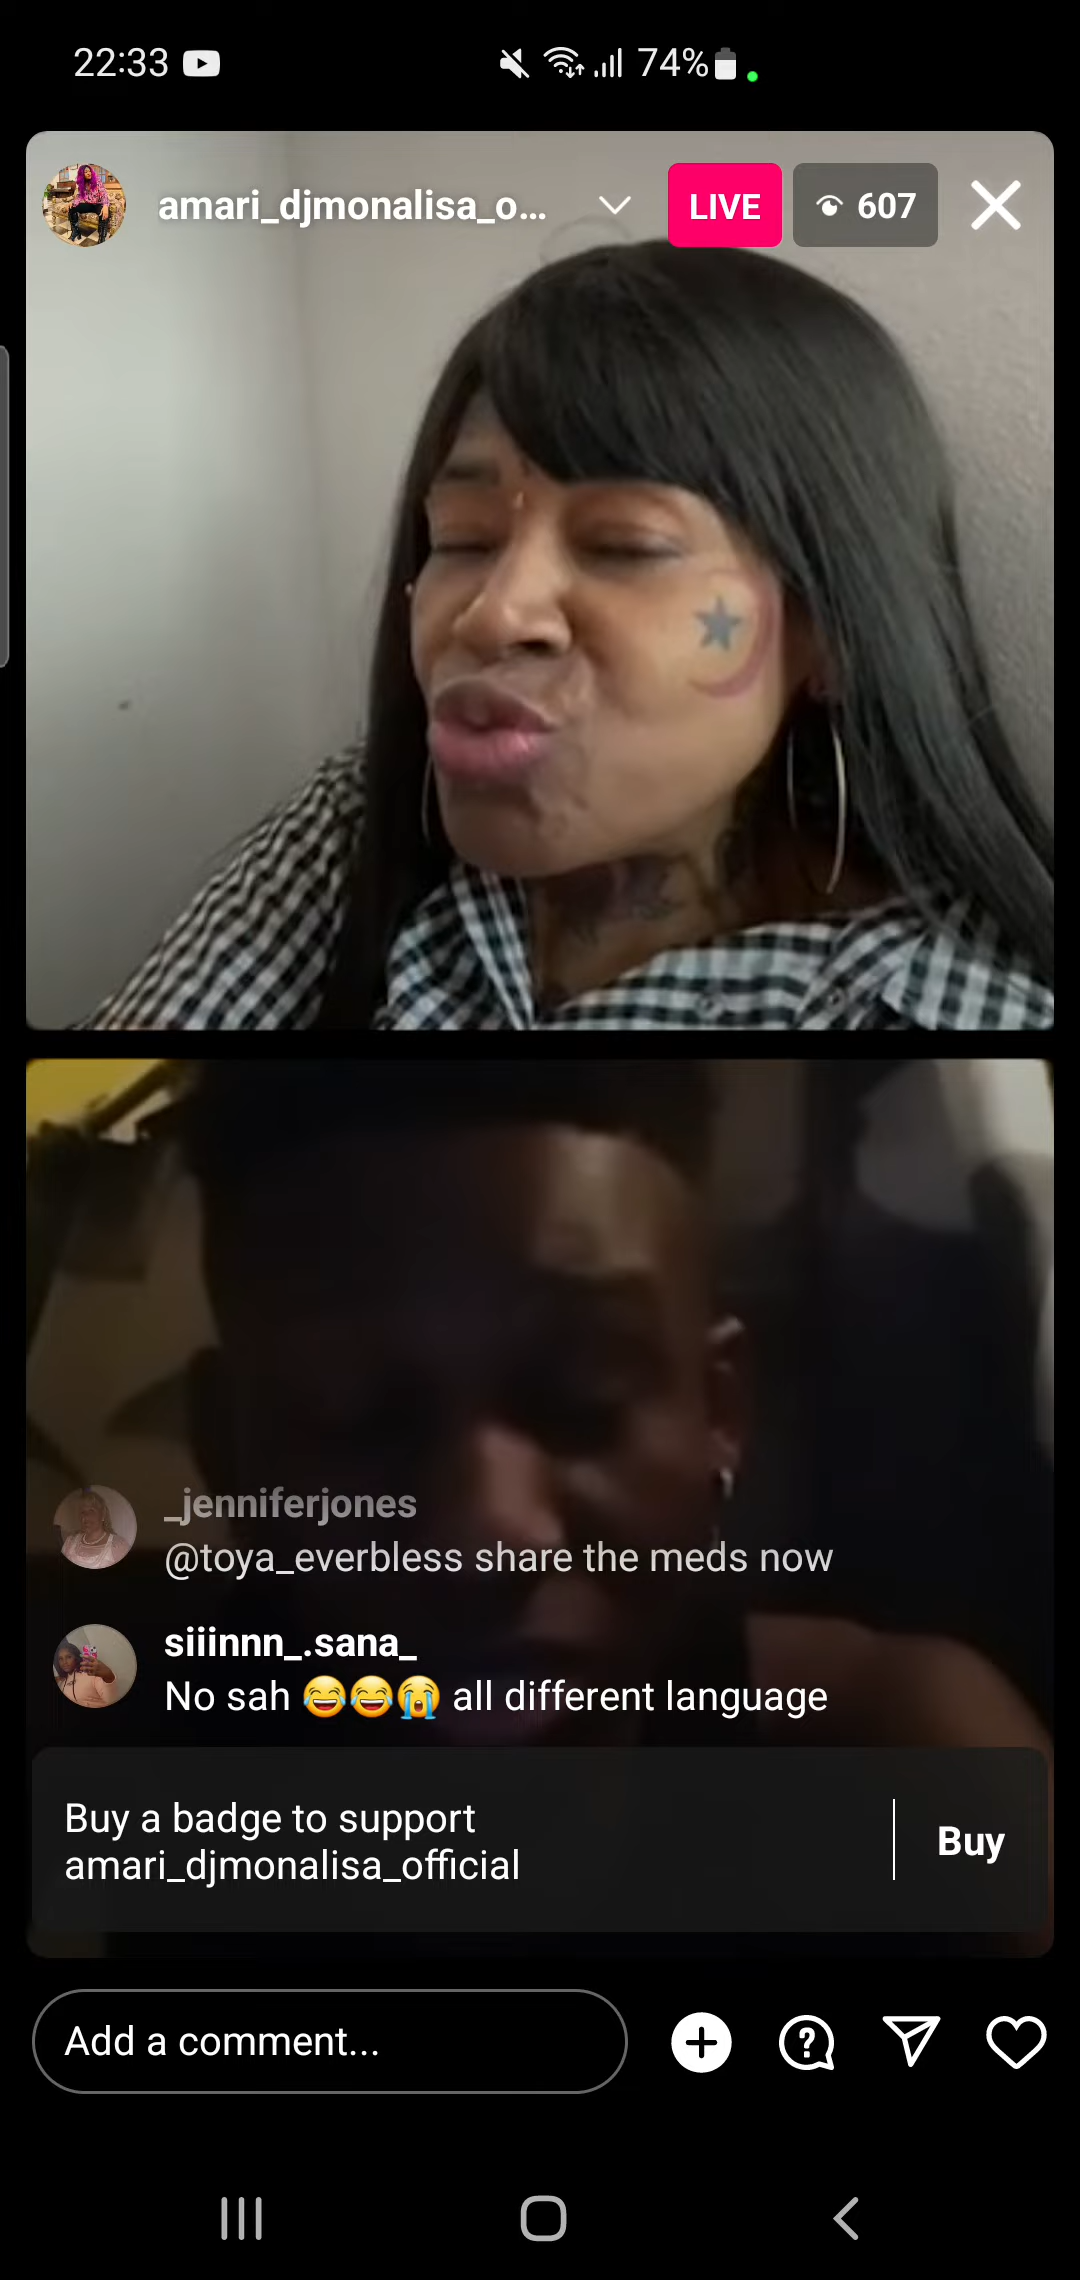 22:33
74%
amari_djmonalisa_o...
LIVE
607
_jenniferjones
@toya_everbless share the meds now
siiinnn_.sana_
No sah 😂😂😭 all different language
Buy a badge to support
amari_djmonalisa_official
Buy
Add a comment...